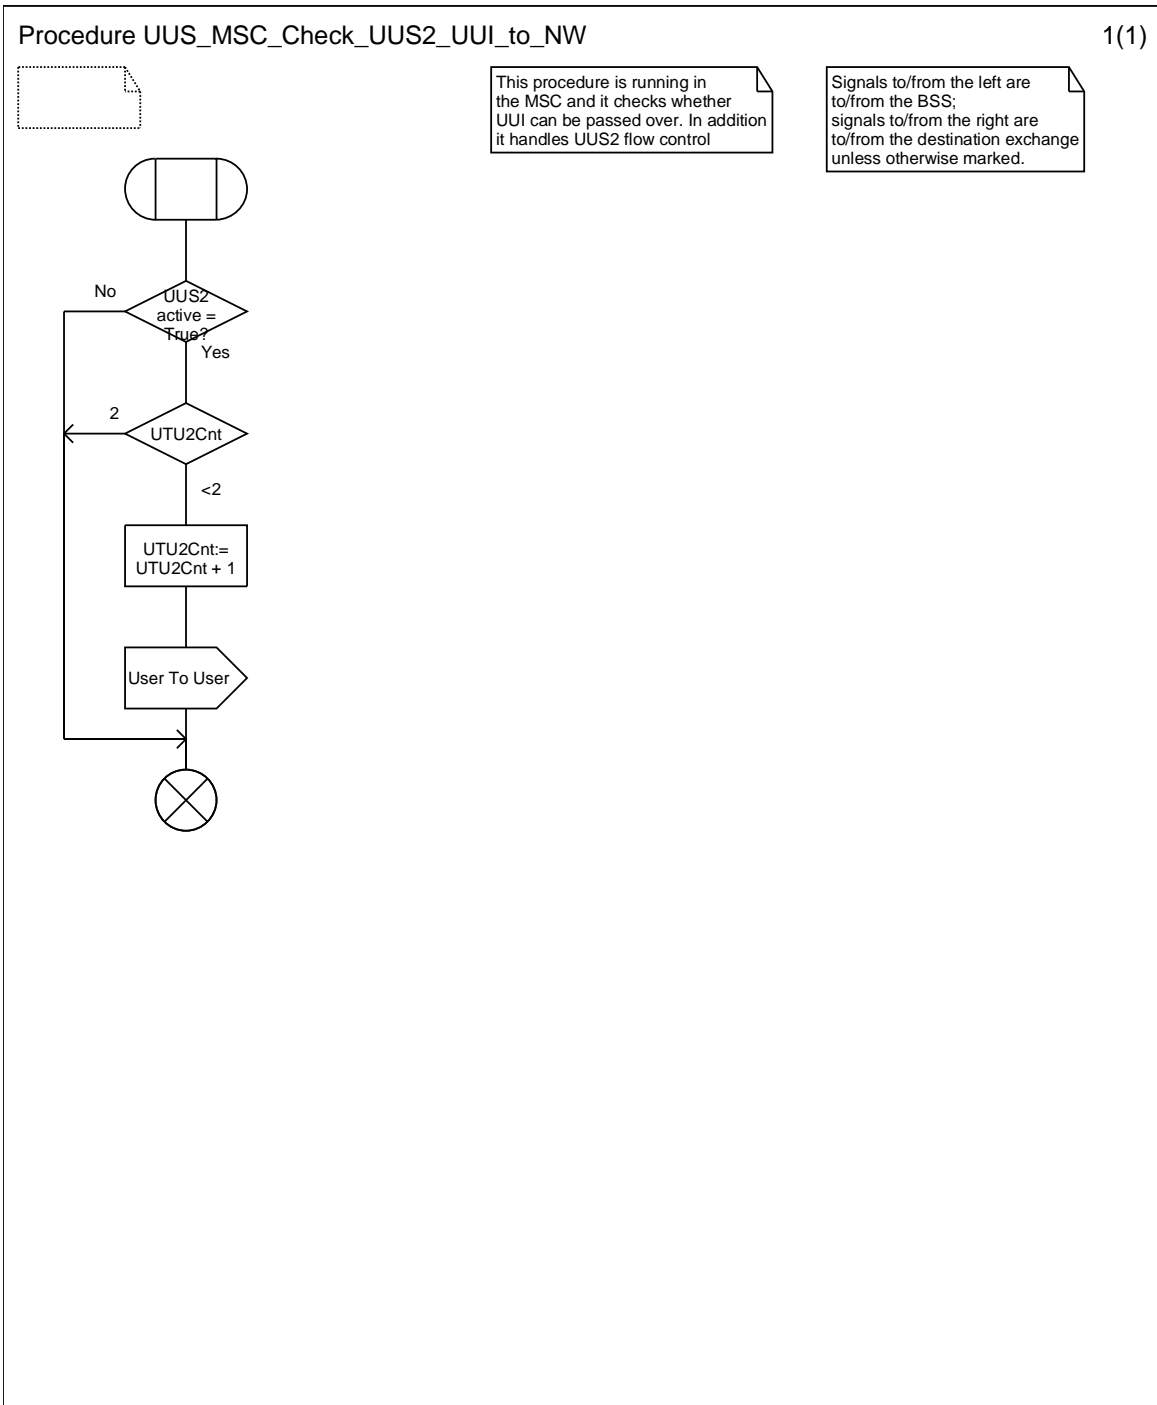 Procedure UUS_MSC_Check_UUS2_UUI_to_NW
1(1)
This procedure is running in
the MSC and it checks whether
UUI can be passed over. In addition
it handles UUS2 flow control
Signals to/from the left are
to/from the BSS;
signals to/from the right are
to/from the destination exchange
unless otherwise marked.
No
UUS2
active =
True?
Yes
2
UTU2Cnt
<2
UTU2Cnt:=
UTU2Cnt + 1
User To User